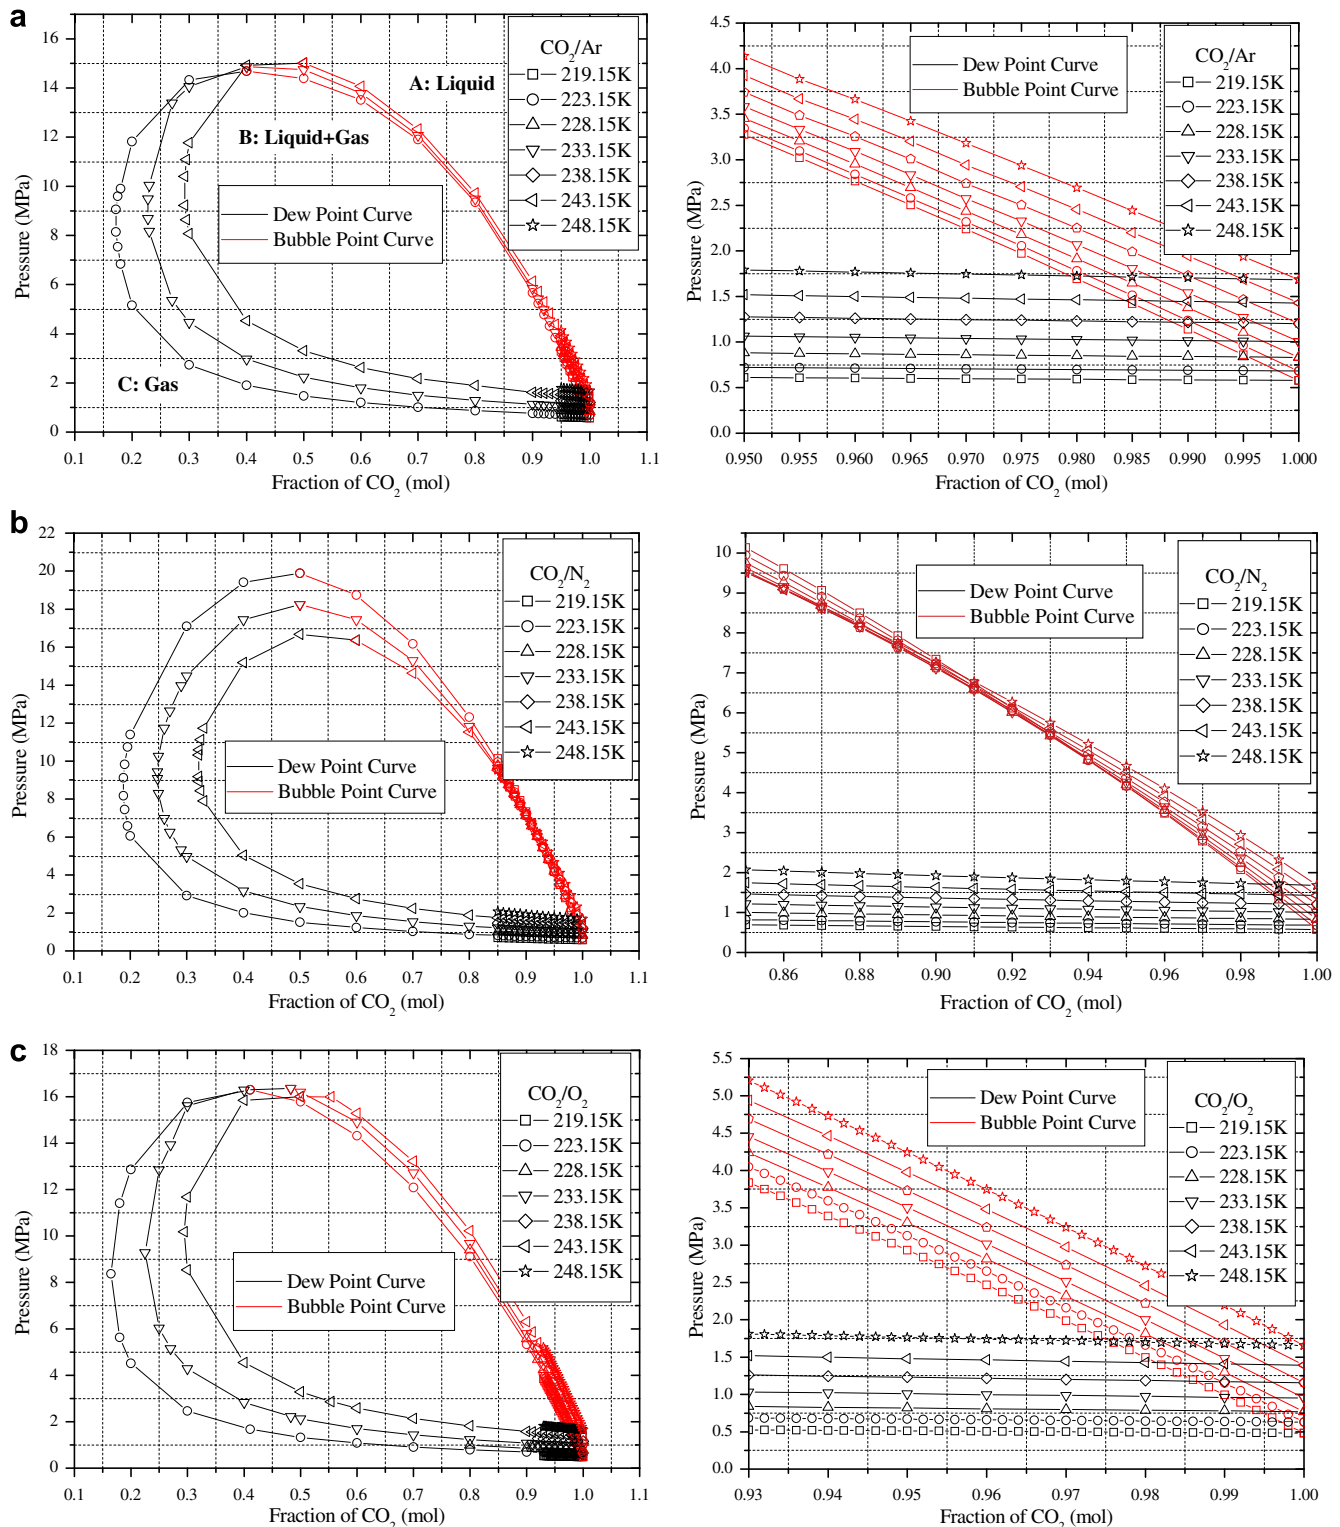 a
16
14
12
10
8
6
4
2
0
Pressure (MPa)
0.1 0.2 0.3 0.4 0.5 0.6 0.7 0.8 0.9 1.0 1.1
Fraction of CO2 (mol)
A: Liquid
B: Liquid+Gas
C: Gas
Dew Point Curve
Bubble Point Curve
CO2/Ar
219.15K
223.15K
228.15K
233.15K
238.15K
243.15K
248.15K
4.5
4.0
3.5
3.0
2.5
2.0
1.5
1.0
0.5
0.0
Pressure (MPa)
0.950 0.955 0.960 0.965 0.970 0.975 0.980 0.985 0.990 0.995 1.000
Fraction of CO2 (mol)
Dew Point Curve
Bubble Point Curve
CO2/Ar
219.15K
223.15K
228.15K
233.15K
238.15K
243.15K
248.15K
b
22
20
18
16
14
12
10
8
6
4
2
0
Pressure (MPa)
0.1 0.2 0.3 0.4 0.5 0.6 0.7 0.8 0.9 1.0 1.1
Fraction of CO2 (mol)
Dew Point Curve
Bubble Point Curve
CO2/N2
219.15K
223.15K
228.15K
233.15K
238.15K
243.15K
248.15K
10
9
8
7
6
5
4
3
2
1
0
Pressure (MPa)
0.86 0.88 0.90 0.92 0.94 0.96 0.98 1.00
Fraction of CO2 (mol)
Dew Point Curve
Bubble Point Curve
CO2/N2
219.15K
223.15K
228.15K
233.15K
238.15K
243.15K
248.15K
c
18
16
14
12
10
8
6
4
2
0
Pressure (MPa)
0.1 0.2 0.3 0.4 0.5 0.6 0.7 0.8 0.9 1.0 1.1
Fraction of CO2 (mol)
Dew Point Curve
Bubble Point Curve
CO2/O2
219.15K
223.15K
228.15K
233.15K
238.15K
243.15K
248.15K
5.5
5.0
4.5
4.0
3.5
3.0
2.5
2.0
1.5
1.0
0.5
0.0
Pressure (MPa)
0.93 0.94 0.95 0.96 0.97 0.98 0.99 1.00
Fraction of CO2 (mol)
Dew Point Curve
Bubble Point Curve
CO2/O2
219.15K
223.15K
228.15K
233.15K
238.15K
243.15K
248.15K